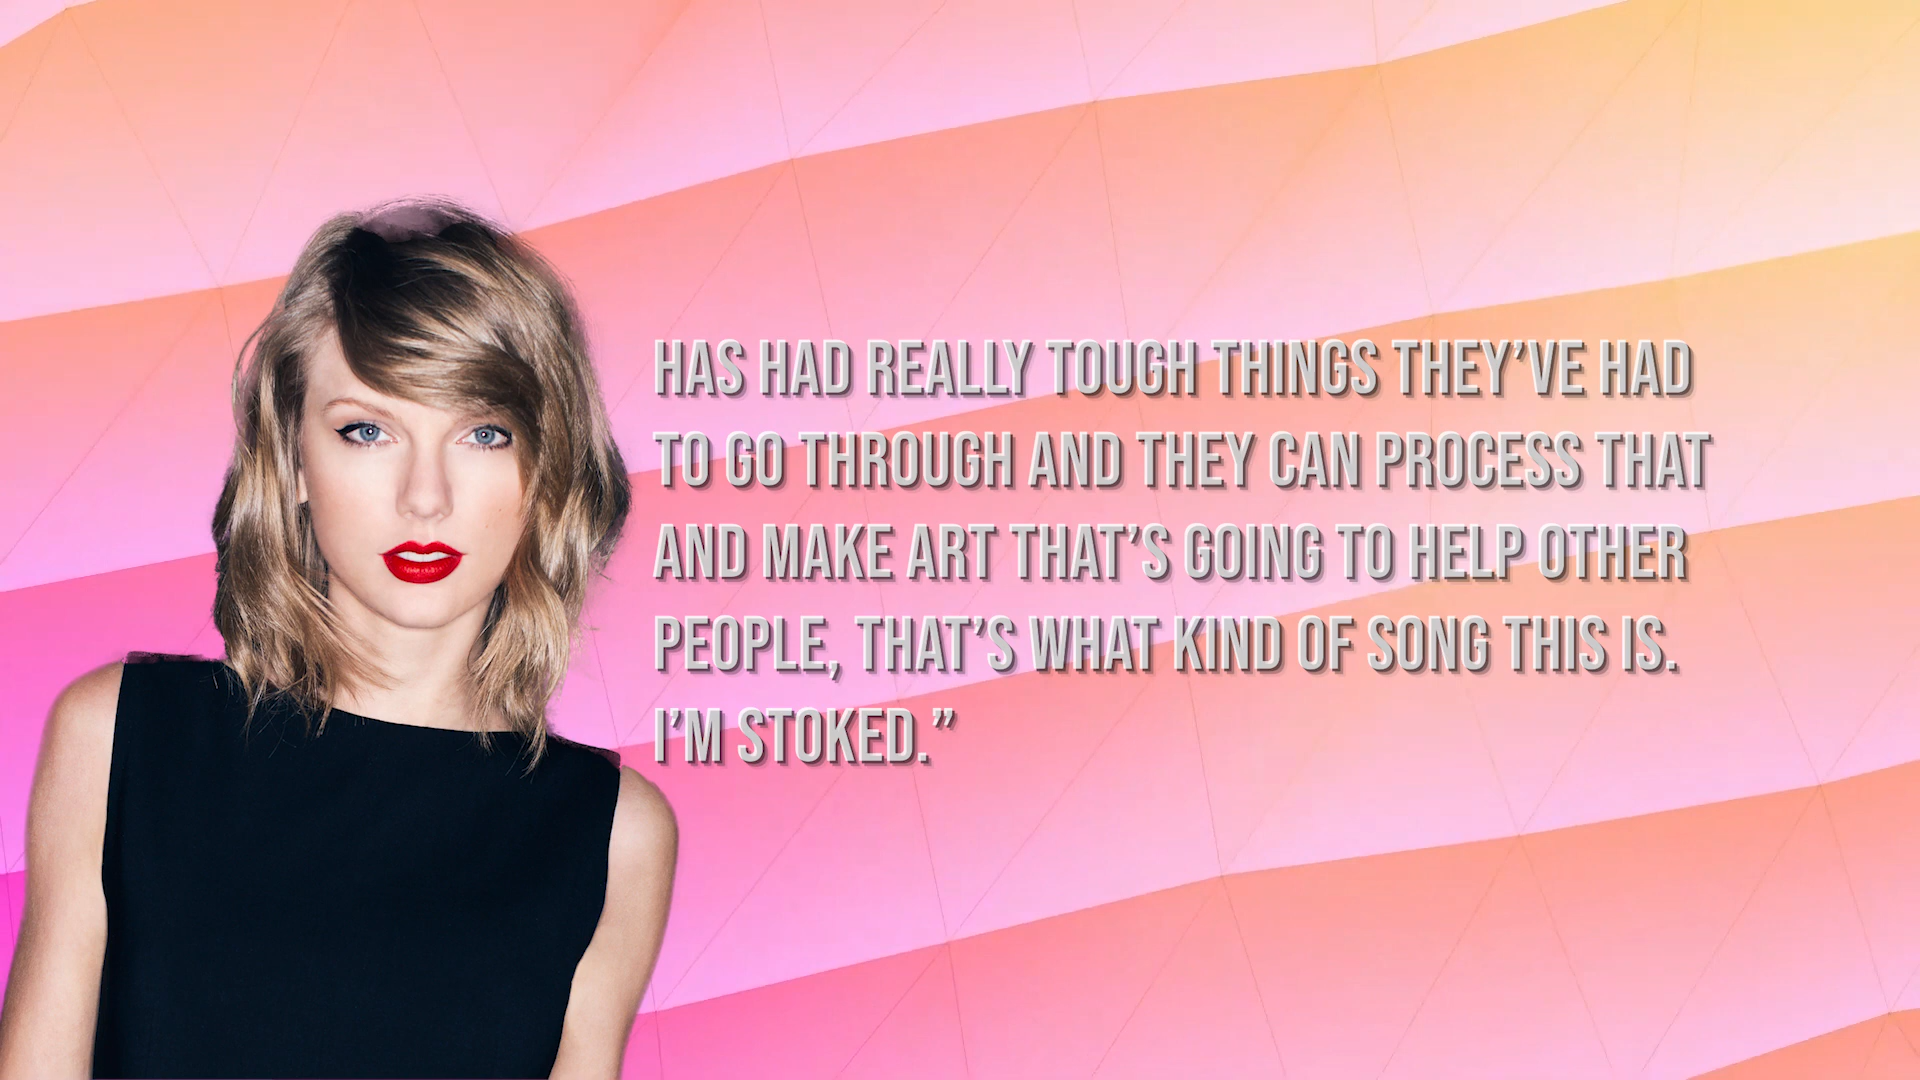 HAS HAD REALLY TOUGH THINGS THEY’VE HAD
TO GO THROUGH AND THEY CAN PROCESS THAT
AND MAKE ART THAT’S GOING TO HELP OTHER
PEOPLE, THAT’S WHAT KIND OF SONG THIS IS.
I’M STOKED.”